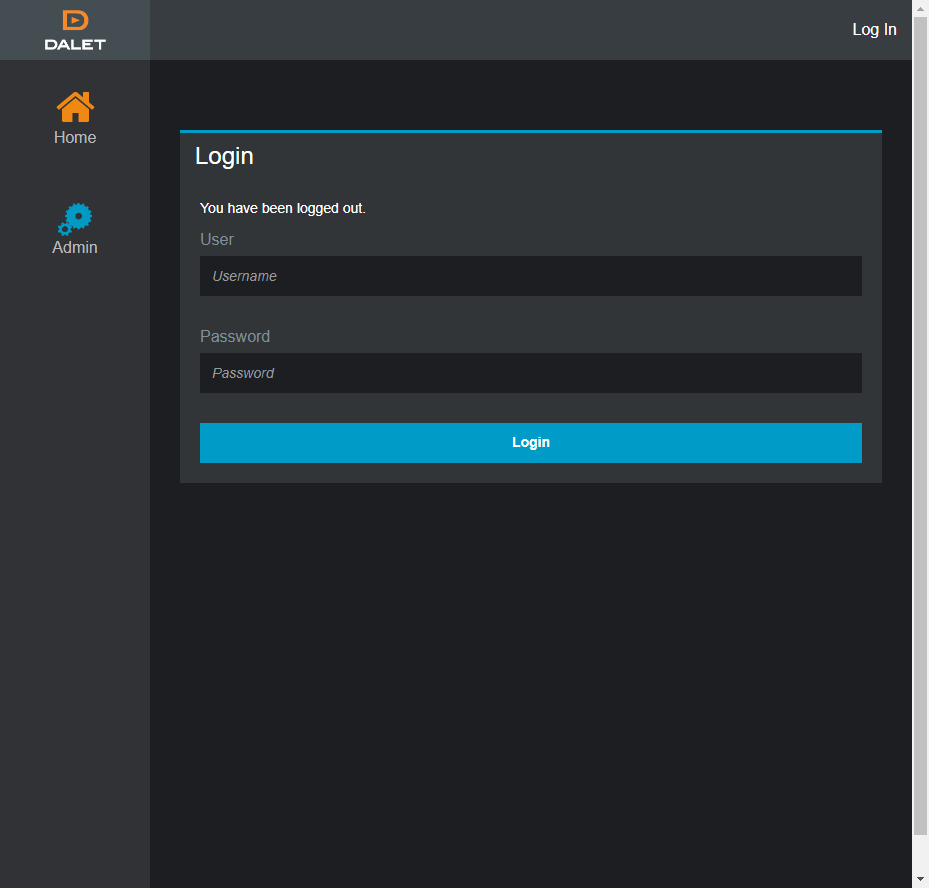 DALET
Log In
Home
Admin
Login
You have been logged out.
User
Username
Password
Password
Login